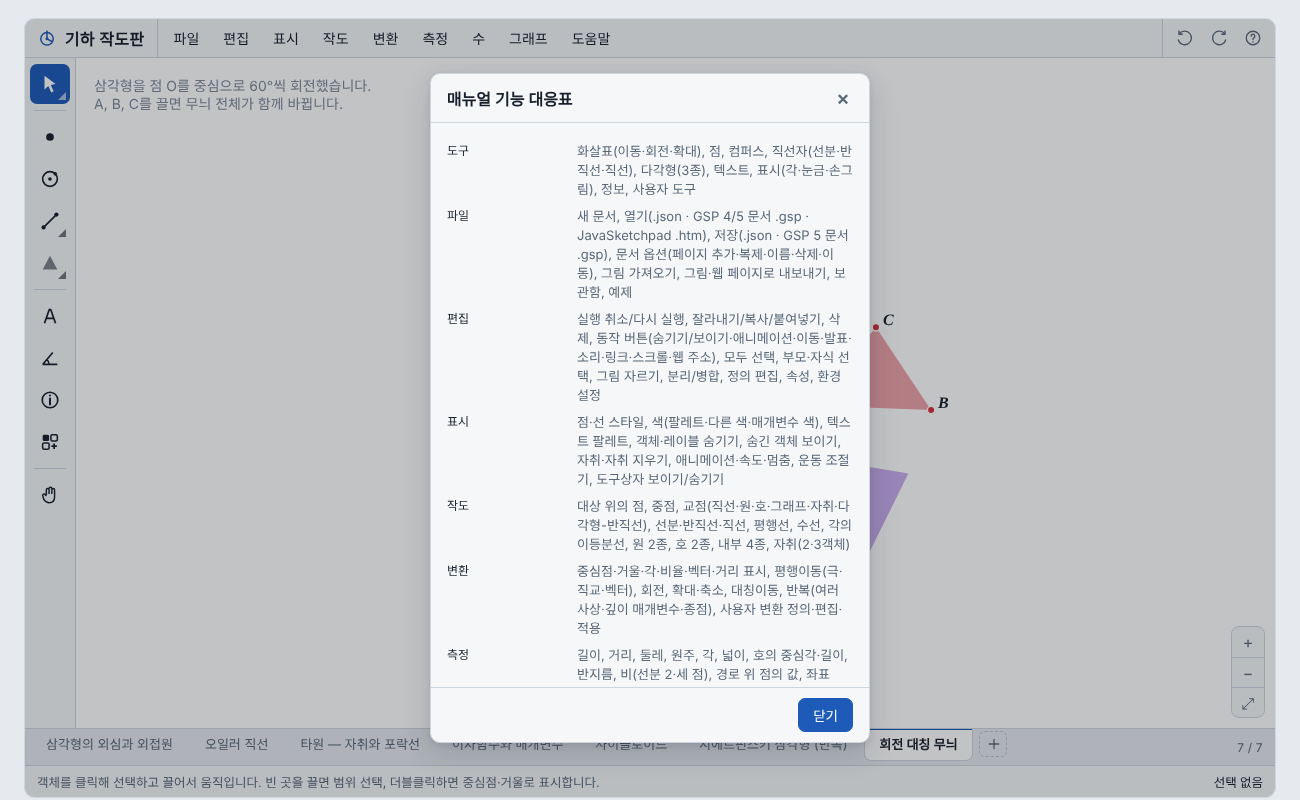 기하 작도판
파일
편집
표시
작도
변환
측정
수
그래프
도움말
삼각형을 점 O를 중심으로 60°씩 회전했습니다.
A, B, C를 끌면 무늬 전체가 함께 바뀝니다.
매뉴얼 기능 대응표
도구
화살표(이동·회전·확대), 점, 컴퍼스, 직선자(선분·반
직선·직선), 다각형(3종), 텍스트, 표시(각·눈금·손그
림), 정보, 사용자 도구
파일
새 문서, 열기(.json · GSP 4/5 문서 .gsp ·
JavaSketchpad .htm), 저장(.json · GSP 5 문서
.gsp), 문서 옵션(페이지 추가·복제·이름·삭제·이
동), 그림 가져오기, 그림·웹 페이지로 내보내기, 보
관함, 예제
편집
실행 취소/다시 실행, 잘라내기/복사/붙여넣기, 삭
제, 동작 버튼(숨기기/보이기·애니메이션·이동·발표·
소리·링크·스크롤·웹 주소), 모두 선택, 부모·자식 선
택, 그림 자르기, 분리/병합, 정의 편집, 속성, 환경
설정
표시
점·선 스타일, 색(팔레트·다른 색·매개변수 색), 텍스
트 팔레트, 객체·레이블 숨기기, 숨긴 객체 보이기,
자취·자취 지우기, 애니메이션·속도·멈춤, 운동 조절
기, 도구상자 보이기/숨기기
작도
대상 위의 점, 중점, 교점(직선·원·호·그래프·자취·다
각형-반직선), 선분·반직선·직선, 평행선, 수선, 각의
이등분선, 원 2종, 호 2종, 내부 4종, 자취(2·3객체)
변환
중심점·거울·각·비율·벡터·거리 표시, 평행이동(극·
직교·벡터), 회전, 확대·축소, 대칭이동, 반복(여러
사상·깊이 매개변수·종점), 사용자 변환 정의·편집·
적용
측정
길이, 거리, 둘레, 원주, 각, 넓이, 호의 중심각·길이,
반지름, 비(선분 2·세 점), 경로 위 점의 값, 좌표
닫기
C
B
A
삼각형의 외심과 외접원
오일러 직선
타원 — 자취와 포락선
이차함수와 매개변수
사이클로이드
시에르핀스키 삼각형 (반복)
회전 대칭 무늬
7 / 7
객체를 클릭해 선택하고 끌어서 움직입니다. 빈 곳을 끌면 범위 선택, 더블클릭하면 중심점·거울로 표시합니다.
선택 없음